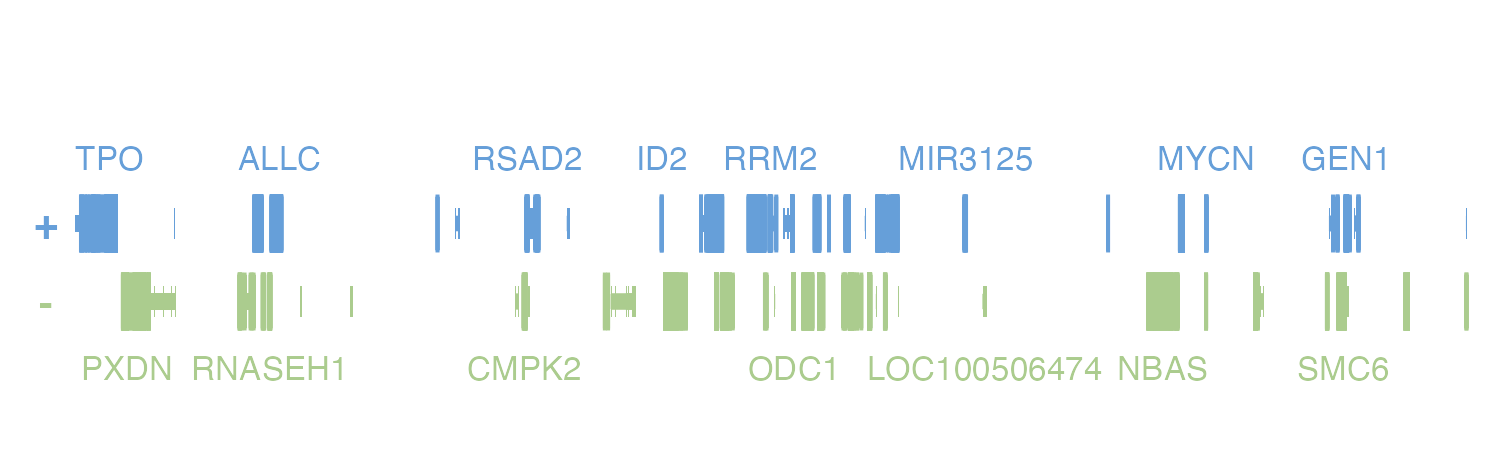 TPO ALLC RSAD2 ID2 RRM2 MIR3125 MYCN GEN1
+
-
PXDN RNASEH1 CMPK2 ODC1 LOC100506474 NBAS SMC6